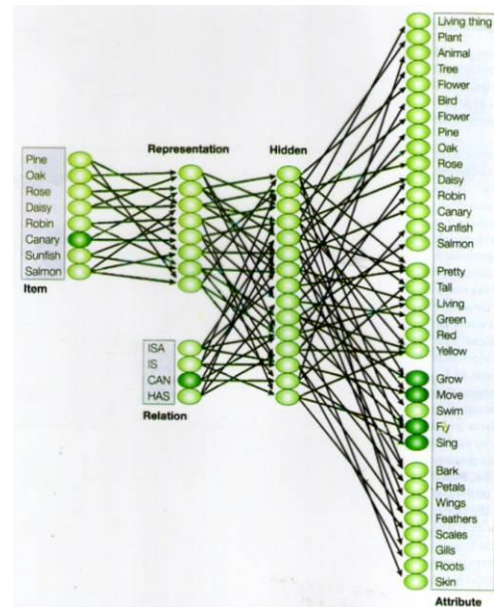 Pine
Oak
Rose
Daisy
Robin
Canary
Sunfish
Salmon
Item
Representation
Hidden
ISA
IS
CAN
HAS
Relation
Living thing
Plant
Animal
Tree
Flower
Bird
Flower
Pine
Oak
Rose
Daisy
Robin
Canary
Sunfish
Salmon
Pretty
Tall
Living
Green
Red
Yellow
Grow
Move
Swim
Fly
Sing
Bark
Petals
Wings
Feathers
Scales
Gills
Roots
Skin
Attribute